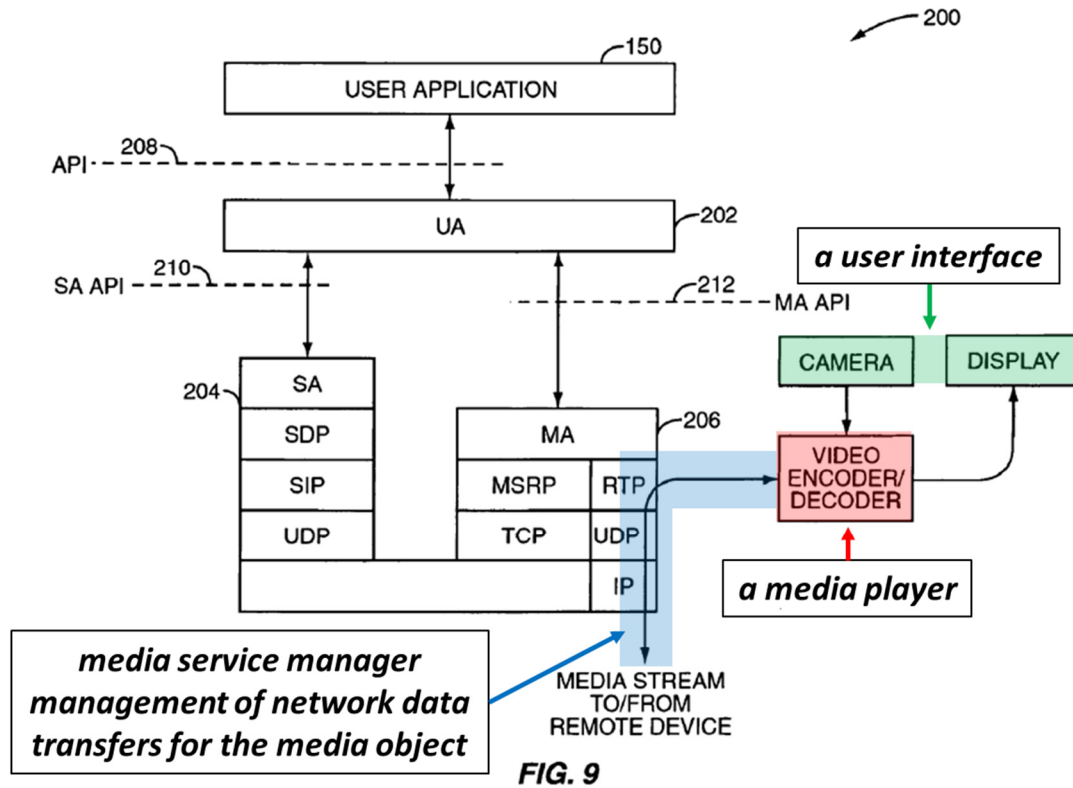 200
150
USER APPLICATION
208
API
202
UA
a user interface
210
SA API
212
MA API
CAMERA
DISPLAY
204
SA
206
SDP
MA
VIDEO
ENCODER/
DECODER
SIP
MSRP
RTP
UDP
TCP
UDP
IP
a media player
media service manager
management of network data
transfers for the media object
MEDIA STREAM
TO/FROM
REMOTE DEVICE
FIG. 9